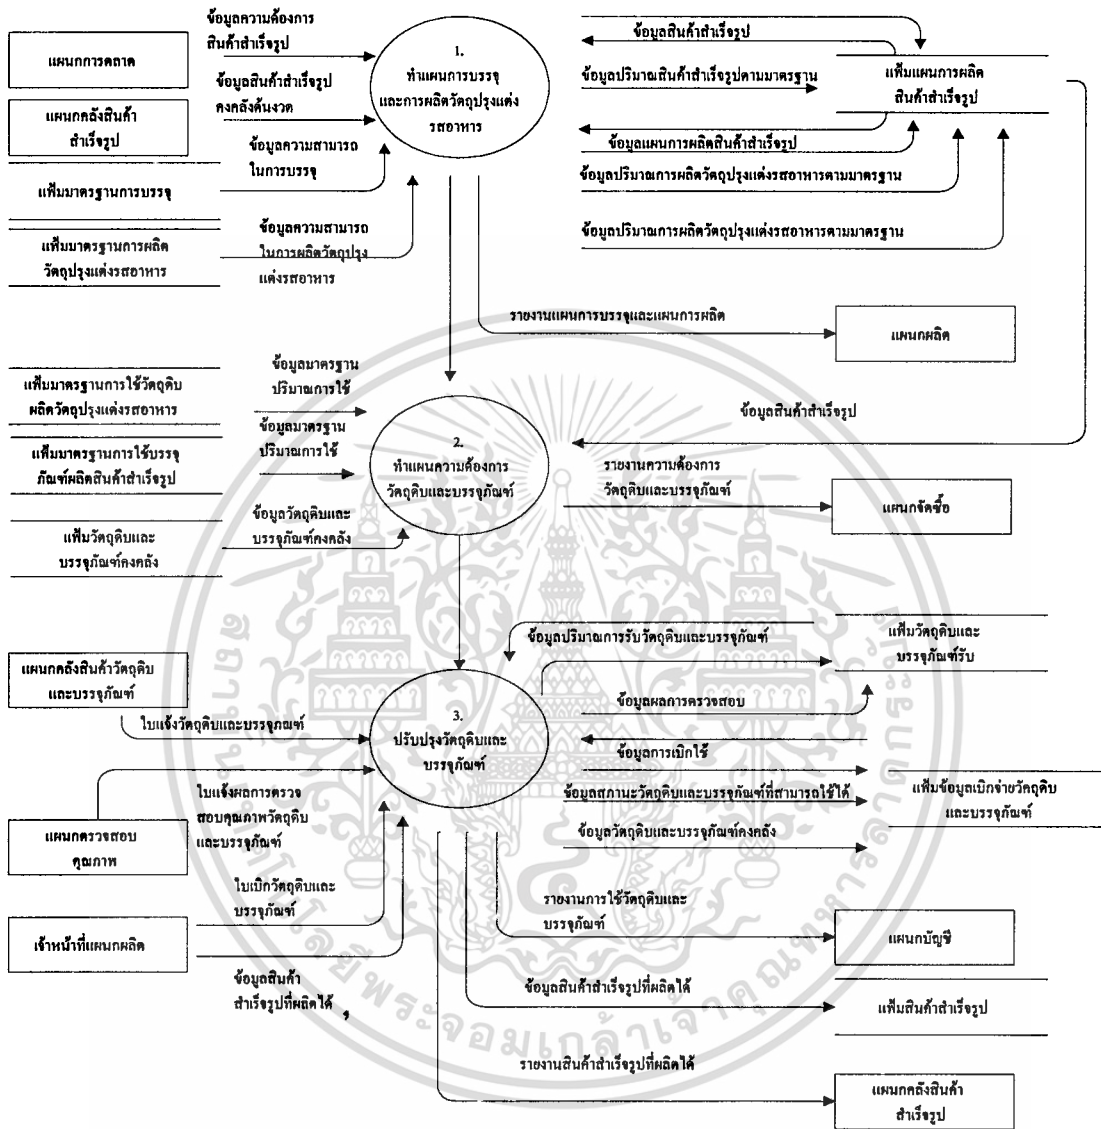 แผนกการตลาด
ข้อมูลความต้องการ
สินค้าสำเร็จรูป
1.
ทำแผนการบรรจุ
และการผลิตวัตถุปรุงแต่ง
รสอาหาร
ข้อมูลสินค้าสำเร็จรูป
ข้อมูลปริมาณสินค้าสำเร็จรูปตามมาตรฐาน
แฟ้มแผนการผลิต
สินค้าสำเร็จรูป
แผนกคลังสินค้า
สำเร็จรูป
ข้อมูลสินค้าสำเร็จรูป
คงคลังต้นงวด
ข้อมูลแผนการผลิตสินค้าสำเร็จรูป
แฟ้มมาตรฐานการบรรจุ
ข้อมูลความสามารถ
ในการบรรจุ
ข้อมูลปริมาณการผลิตวัตถุปรุงแต่งรสอาหารตามมาตรฐาน
แฟ้มมาตรฐานการผลิต
วัตถุปรุงแต่งรสอาหาร
ข้อมูลความสามารถ
ในการผลิตวัตถุปรุง
แต่งรสอาหาร
ข้อมูลปริมาณการผลิตวัตถุปรุงแต่งรสอาหารตามมาตรฐาน
รายงานแผนการบรรจุและแผนการผลิต
แผนกผลิต
แฟ้มมาตรฐานการใช้วัตถุดิบ
ผลิตวัตถุปรุงแต่งรสอาหาร
ข้อมูลมาตรฐาน
ปริมาณการใช้
ข้อมูลสินค้าสำเร็จรูป
แฟ้มมาตรฐานการใช้บรรจุ
ภัณฑ์ผลิตสินค้าสำเร็จรูป
ข้อมูลมาตรฐาน
ปริมาณการใช้
2.
ทำแผนความต้องการ
วัตถุดิบและบรรจุภัณฑ์
รายงานความต้องการ
วัตถุดิบและบรรจุภัณฑ์
แผนกจัดซื้อ
แฟ้มวัตถุดิบและ
บรรจุภัณฑ์คงคลัง
ข้อมูลวัตถุดิบและ
บรรจุภัณฑ์คงคลัง
ข้อมูลปริมาณการรับวัตถุดิบและบรรจุภัณฑ์
แฟ้มวัตถุดิบและ
บรรจุภัณฑ์รับ
แผนกคลังสินค้าวัตถุดิบ
และบรรจุภัณฑ์
ใบแจ้งวัตถุดิบและบรรจุภณฑ์
3.
ปรับปรุงวัตถุดิบและ
บรรจุภัณฑ์
ข้อมูลผลการตรวจสอบ
ข้อมูลการเบิกใช้
ข้อมูลสถานะวัตถุดิบและบรรจุภัณฑ์ที่สามารถใช้ได้
แฟ้มข้อมูลเบิกจ่ายวัตถุดิบ
และบรรจุภัณฑ์
ข้อมูลวัตถุดิบและบรรจุภัณฑ์คงคลัง
แผนกตรวจสอบ
คุณภาพ
ใบแจ้งผลการตรวจ
สอบคุณภาพวัตถุดิบ
และบรรจุภัณฑ์
เจ้าหน้าที่แผนกผลิต
ใบเบิกวัตถุดิบและ
บรรจุภัณฑ์
ข้อมูลสินค้า
สำเร็จรูปที่ผลิตได้
รายงานการใช้วัตถุดิบและ
บรรจุภัณฑ์
แผนกบัญชี
ข้อมูลสินค้าสำเร็จรูปที่ผลิตได้
แฟ้มสินค้าสำเร็จรูป
รายงานสินค้าสำเร็จรูปที่ผลิตได้
แผนกคลังสินค้า
สำเร็จรูป
สถาบันเทคโนโลยีพระจอมเกล้าเจ้าคุณทหารลาดกระบัง